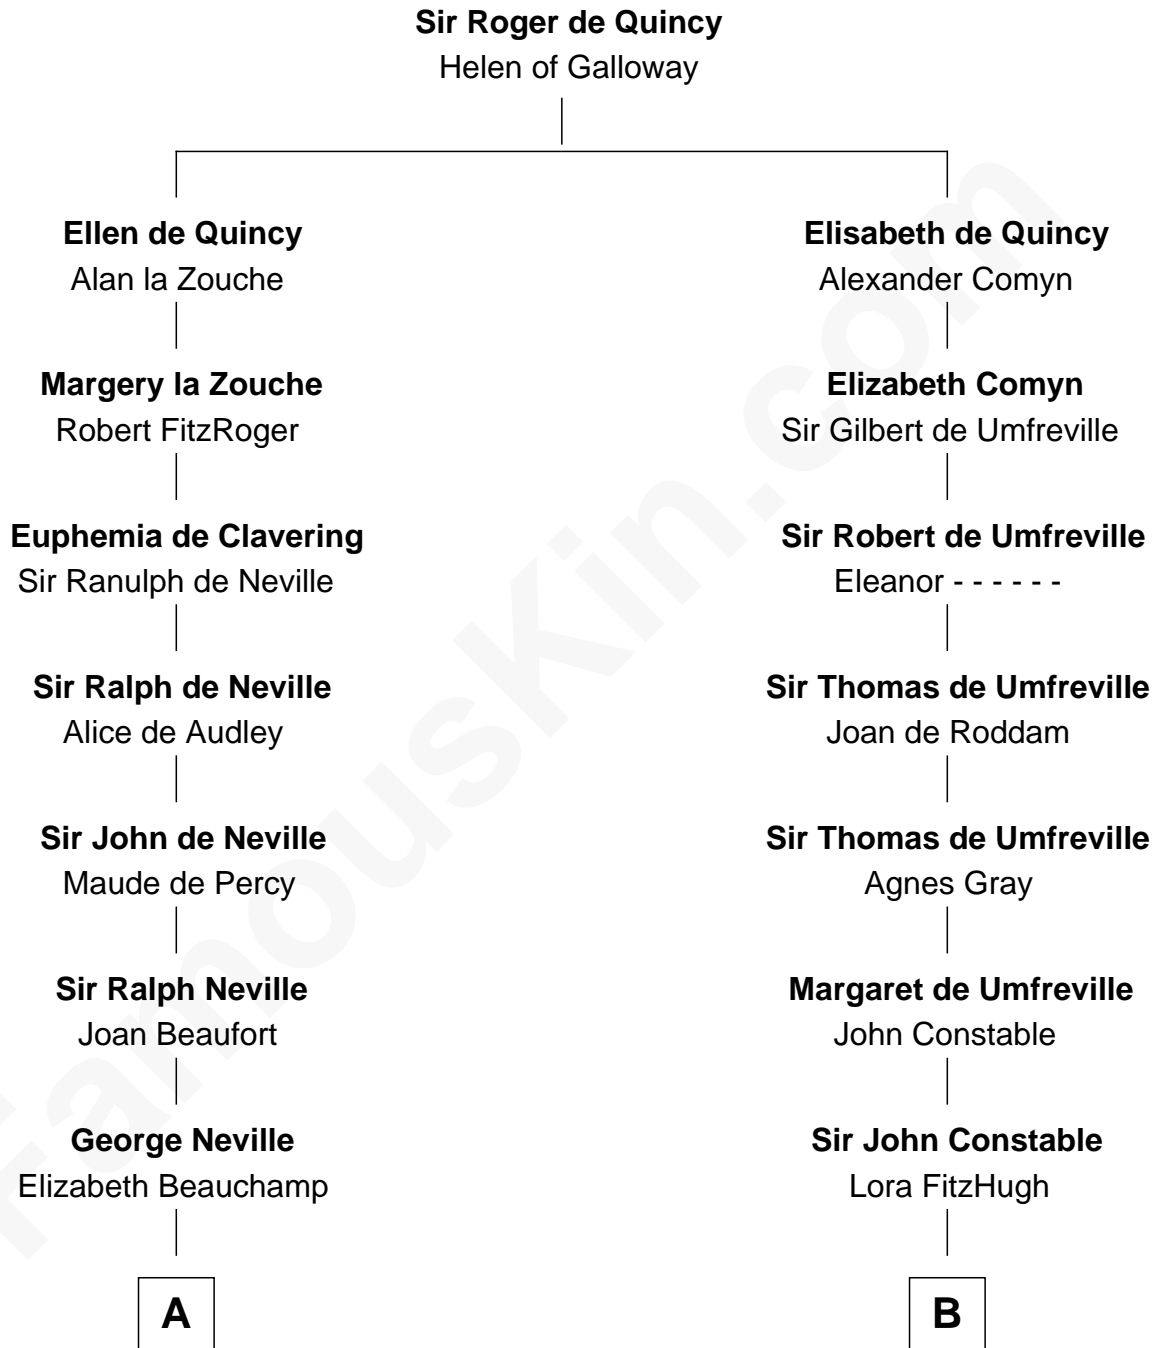 Sir Roger de Quincy
Helen of Galloway
Ellen de Quincy
Alan la Zouche
Elisabeth de Quincy
Alexander Comyn
Margery la Zouche
Robert FitzRoger
Elizabeth Comyn
Sir Gilbert de Umfreville
Euphemia de Clavering
Sir Ranulph de Neville
Sir Robert de Umfreville
Eleanor - - - - - -
Sir Ralph de Neville
Alice de Audley
Sir Thomas de Umfreville
Joan de Roddam
Sir John de Neville
Maude de Percy
Sir Thomas de Umfreville
Agnes Gray
Sir Ralph Neville
Joan Beaufort
Margaret de Umfreville
John Constable
George Neville
Elizabeth Beauchamp
Sir John Constable
Lora FitzHugh
A
B
FamousKin.com